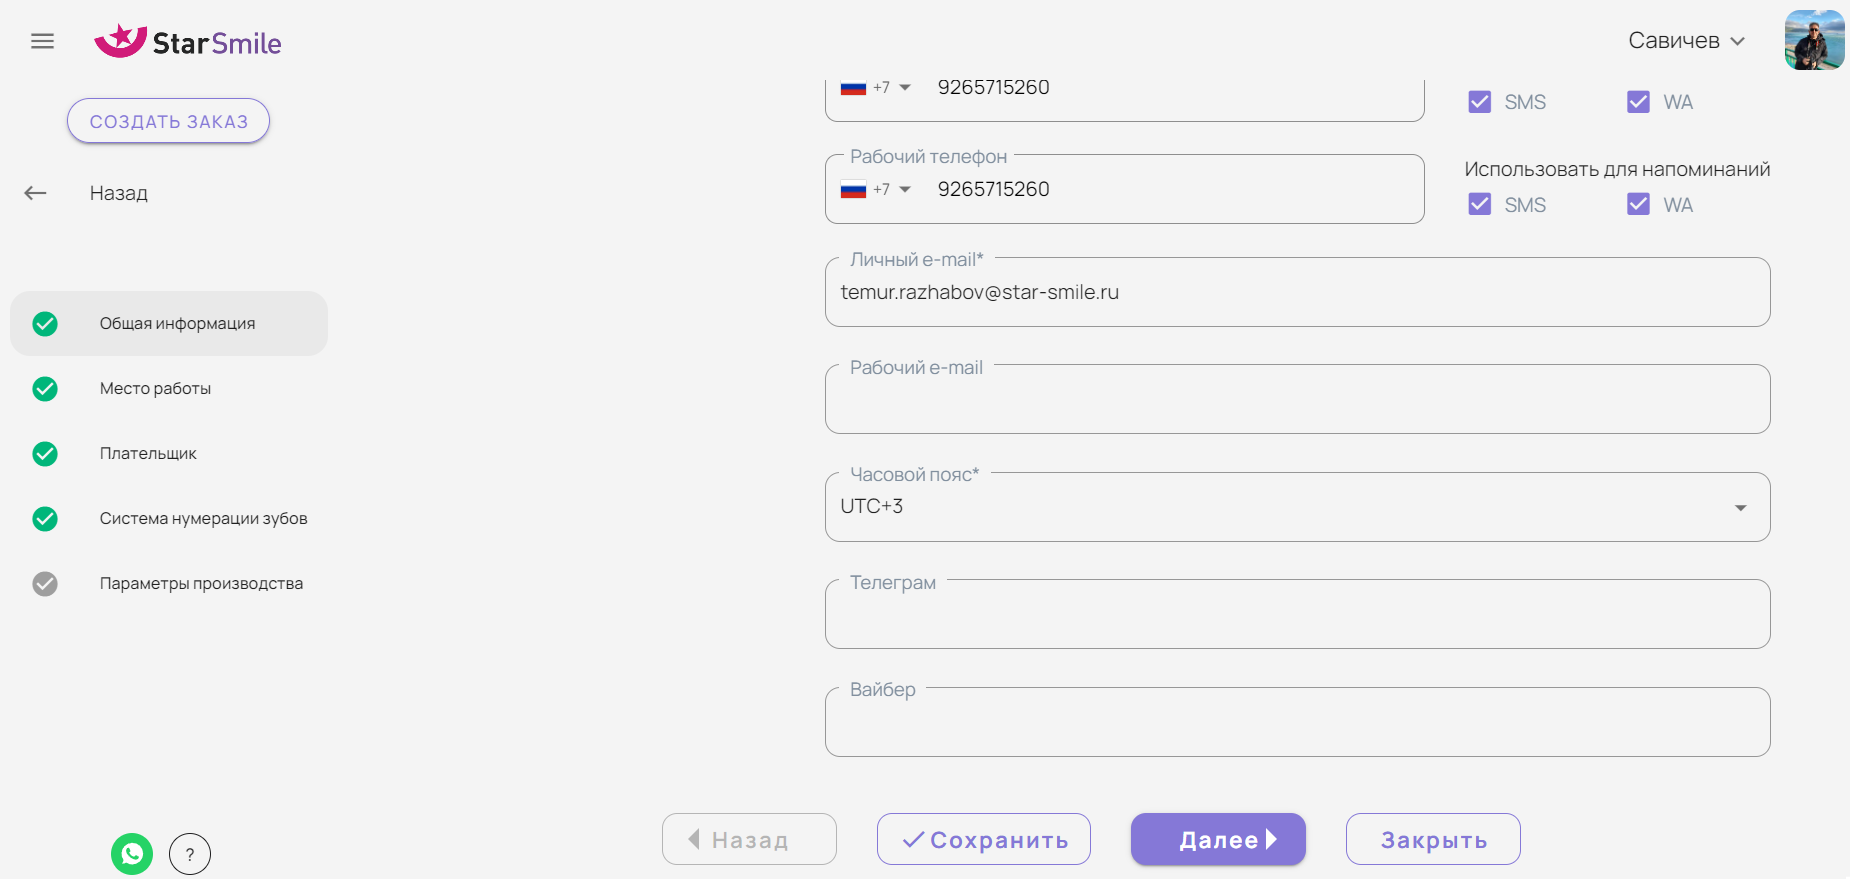 StarSmile
Савичев
СОЗДАТЬ ЗАКАЗ
Назад
Общая информация
Место работы
Плательщик
Система нумерации зубов
Параметры производства
?
+7 9265715260
SMS WA
Рабочий телефон
+7 9265715260
Использовать для напоминаний
SMS WA
Личный e-mail*
temur.razhabov@star-smile.ru
Рабочий e-mail
Часовой пояс*
UTC+3
Телеграм
Вайбер
Назад
Сохранить
Далее
Закрыть